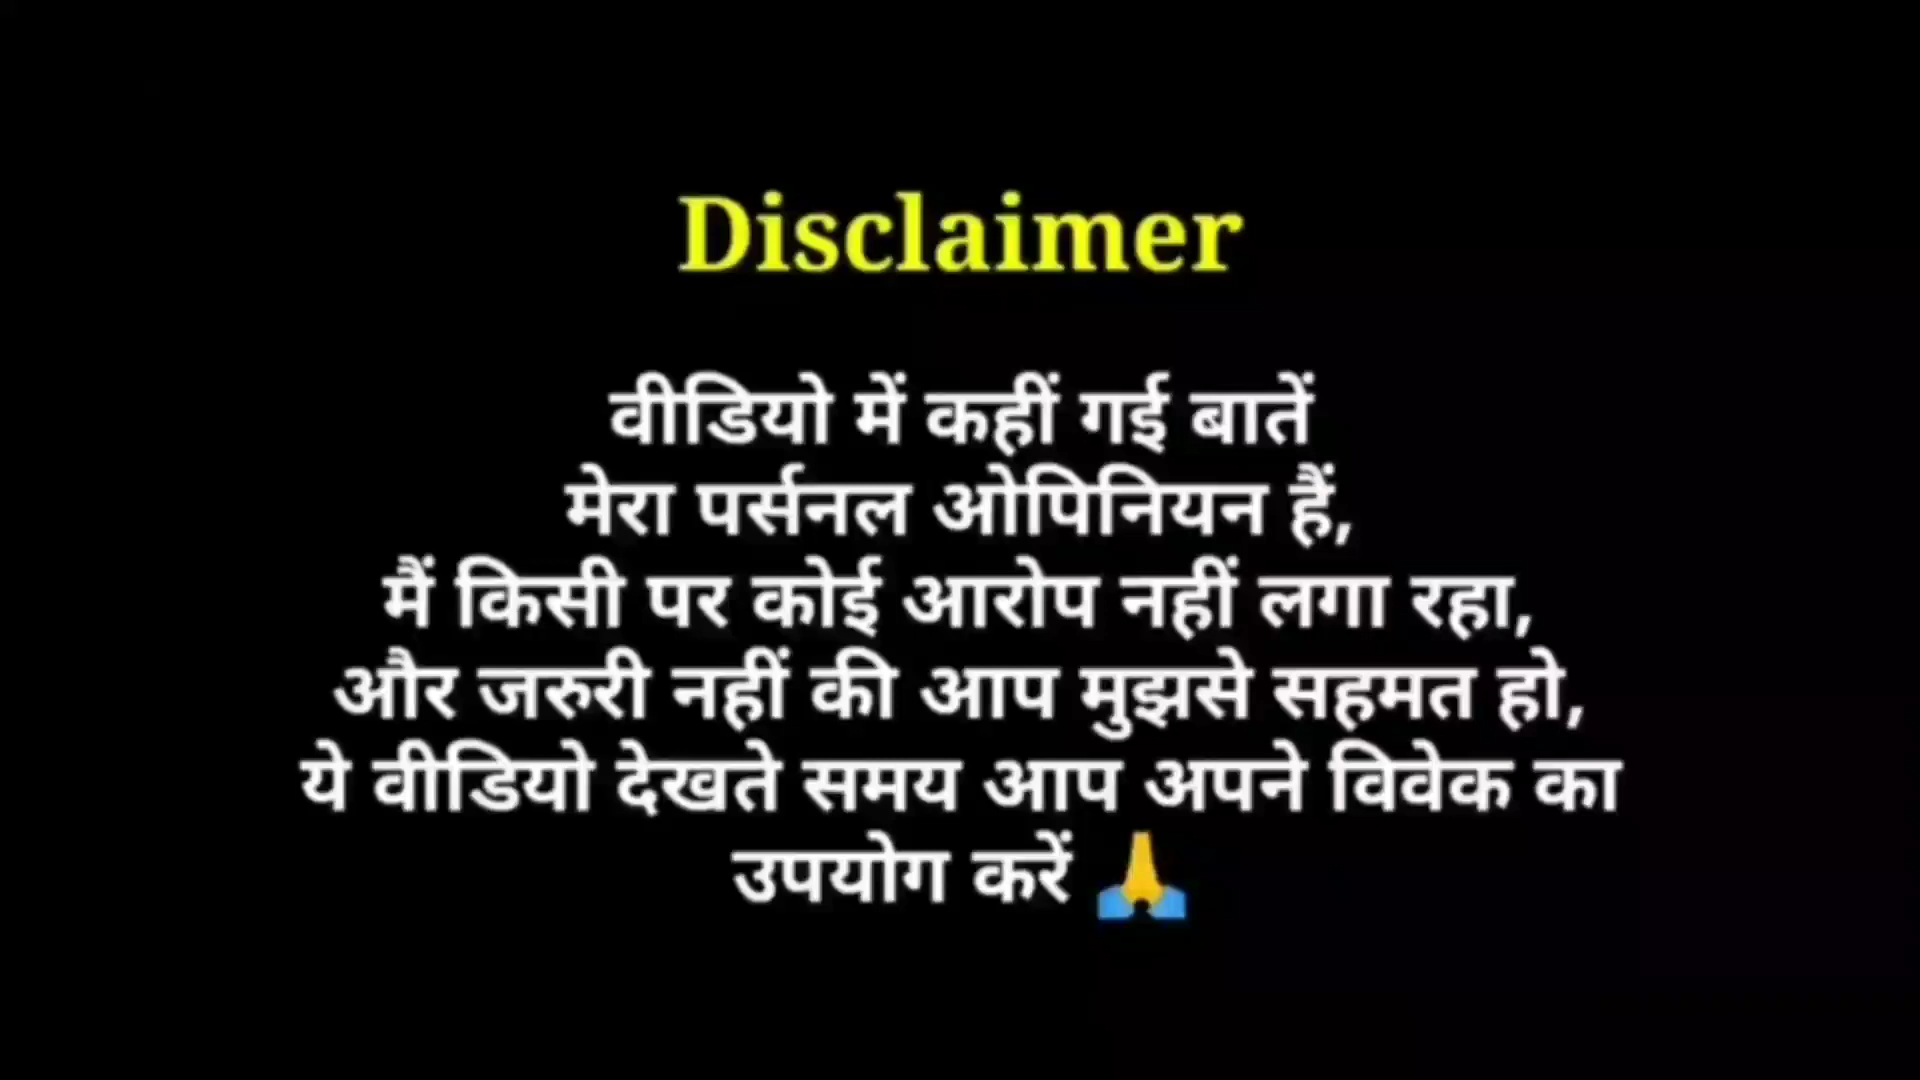 Disclaimer
वीडियो में कहीं गई बातें
मेरा पर्सनल ओपिनियन हैं,
मैं किसी पर कोई आरोप नहीं लगा रहा,
और जरुरी नहीं की आप मुझसे सहमत हो,
ये वीडियो देखते समय आप अपने विवेक का
उपयोग करें 🙏